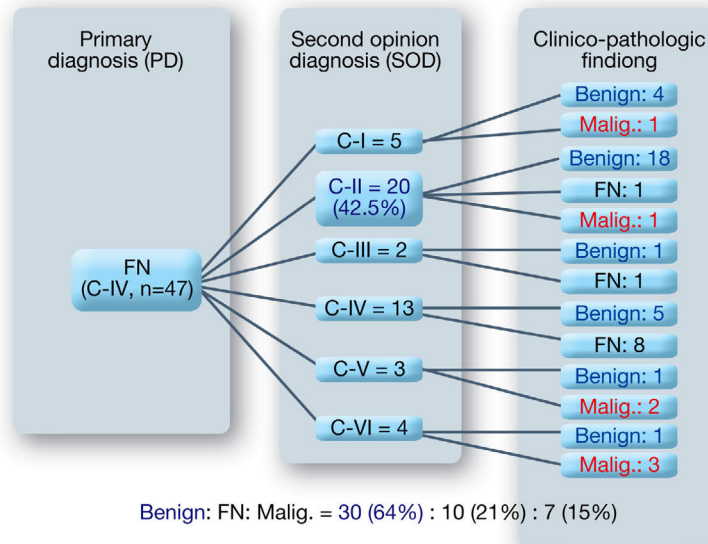 Primary
diagnosis (PD)
Second opinion
diagnosis (SOD)
Clinico-pathologic
findiong
FN
(C-IV, n=47)
C-I = 5
C-II = 20
(42.5%)
C-III = 2
C-IV = 13
C-V = 3
C-VI = 4
Benign: 4
Malig.: 1
Benign: 18
FN: 1
Malig.: 1
Benign: 1
FN: 1
Benign: 5
FN: 8
Benign: 1
Malig.: 2
Benign: 1
Malig.: 3
Benign: FN: Malig. = 30 (64%) : 10 (21%) : 7 (15%)